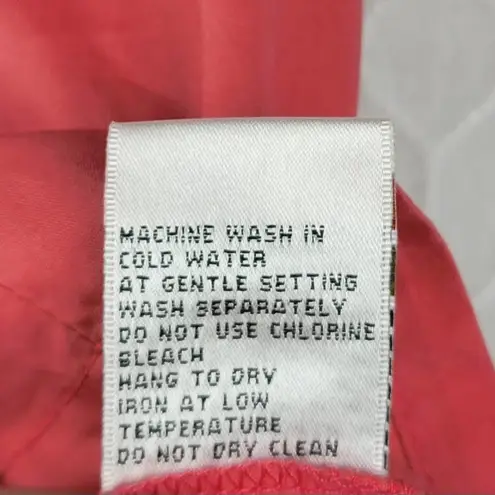 MACHINE WASH IN
COLD WATER
AT GENTLE SETTING
WASH SEPARATELY
DO NOT USE CHLORINE
BLEACH
HANG TO DRY
IRON AT LOW
TEMPERATURE
DO NOT DRY CLEAN